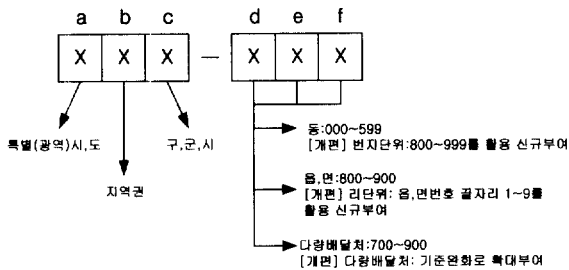 a b c d e f
X X X - X X X
특별(광역)시,도
구,군,시
지역권
동:000~599
[개편] 번지단위:800~999를 활용 신규부여
읍,면:800~900
[개편] 리단위: 읍,면번호 끝자리 1~9를
활용 신규부여
다량배달처:700~900
[개편] 다량배달처: 기준완화로 확대부여